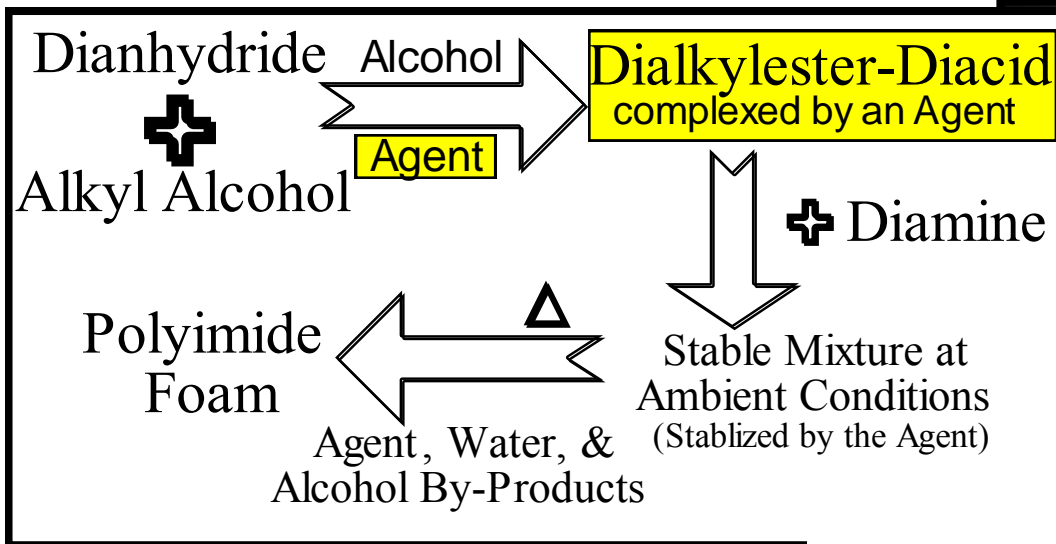 Dianhydride
Alkyl Alcohol
Alcohol
Agent
Dialkylester-Diacid
complexed by an Agent
Diamine
Stable Mixture at
Ambient Conditions
(Stablized by the Agent)
Δ
Agent, Water, &
Alcohol By-Products
Polyimide
Foam